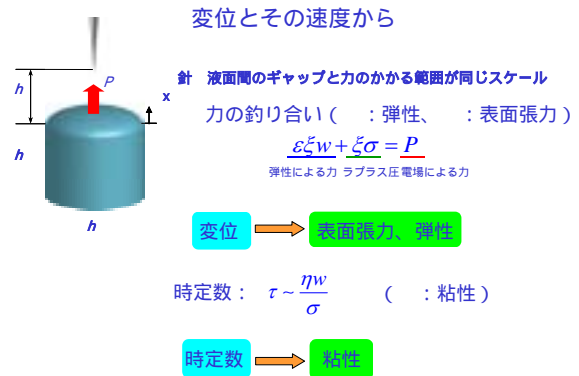 変位とその速度から
h
P
x
針 液面間のギャップと力のかかる範囲が同じスケール
力の釣り合い( :弾性、 :表面張力)
h
εξw + ξσ = P
弾性による力 ラプラス圧 電場による力
h
変位 表面張力、弾性
時定数: τ ~ ηw/σ ( :粘性)
時定数 粘性